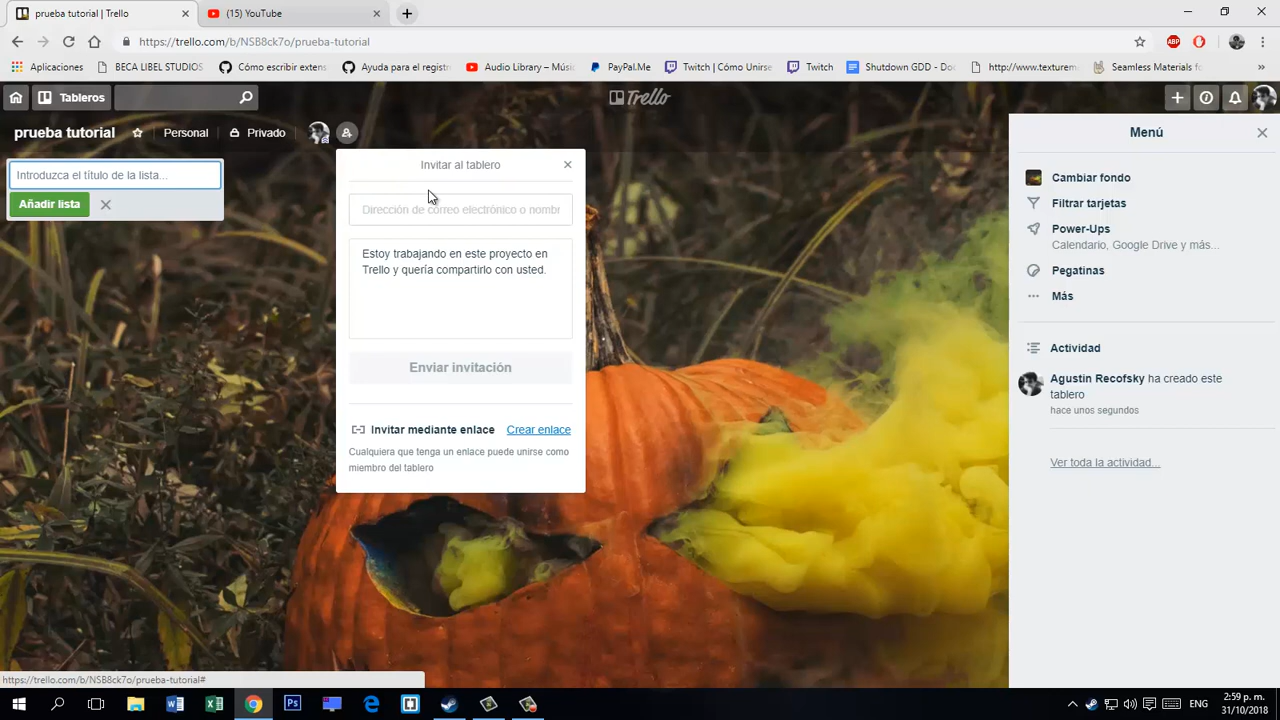 prueba tutorial | Trello
(15) YouTube
https://trello.com/b/NSB8ck7o/prueba-tutorial
ABP
Aplicaciones
BECA LIBEL STUDIOS
Cómo escribir extens
Ayuda para el registr
Audio Library – Músi
PayPal.Me
Twitch | Cómo Unirse
Twitch
Shutdown GDD - Docu
http://www.texturem
Seamless Materials fo
Tableros
Trello
prueba tutorial
Personal
Privado
Menú
Introduzca el título de la lista...
Añadir lista
Invitar al tablero
Dirección de correo electrónico o nombr
Estoy trabajando en este proyecto en
Trello y quería compartirlo con usted.
Enviar invitación
Invitar mediante enlace
Crear enlace
Cualquiera que tenga un enlace puede unirse como
miembro del tablero
Cambiar fondo
Filtrar tarjetas
Power-Ups
Calendario, Google Drive y más...
Pegatinas
Más
Actividad
Agustin Recofsky ha creado este
tablero
hace unos segundos
Ver toda la actividad...
https://trello.com/b/NSB8ck7o/prueba-tutorial#
Ps
ENG
2:59 p. m.
31/10/2018